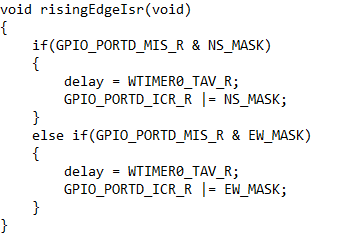 void risingEdgeIsr(void)
{
    if(GPIO_PORTD_MIS_R & NS_MASK)
    {
        delay = WTIMER0_TAV_R;
        GPIO_PORTD_ICR_R |= NS_MASK;
    }
    else if(GPIO_PORTD_MIS_R & EW_MASK)
    {
        delay = WTIMER0_TAV_R;
        GPIO_PORTD_ICR_R |= EW_MASK;
    }
}